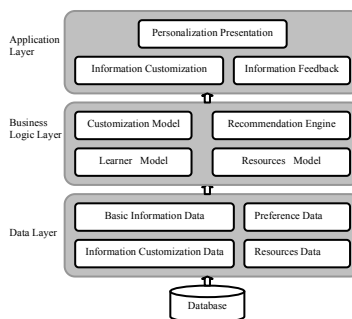 Application
Layer
Personalization Presentation
Information Customization
Information Feedback
Business
Logic Layer
Customization Model
Recommendation Engine
Learner Model
Resources Model
Data Layer
Basic Information Data
Preference Data
Information Customization Data
Resources Data
Database